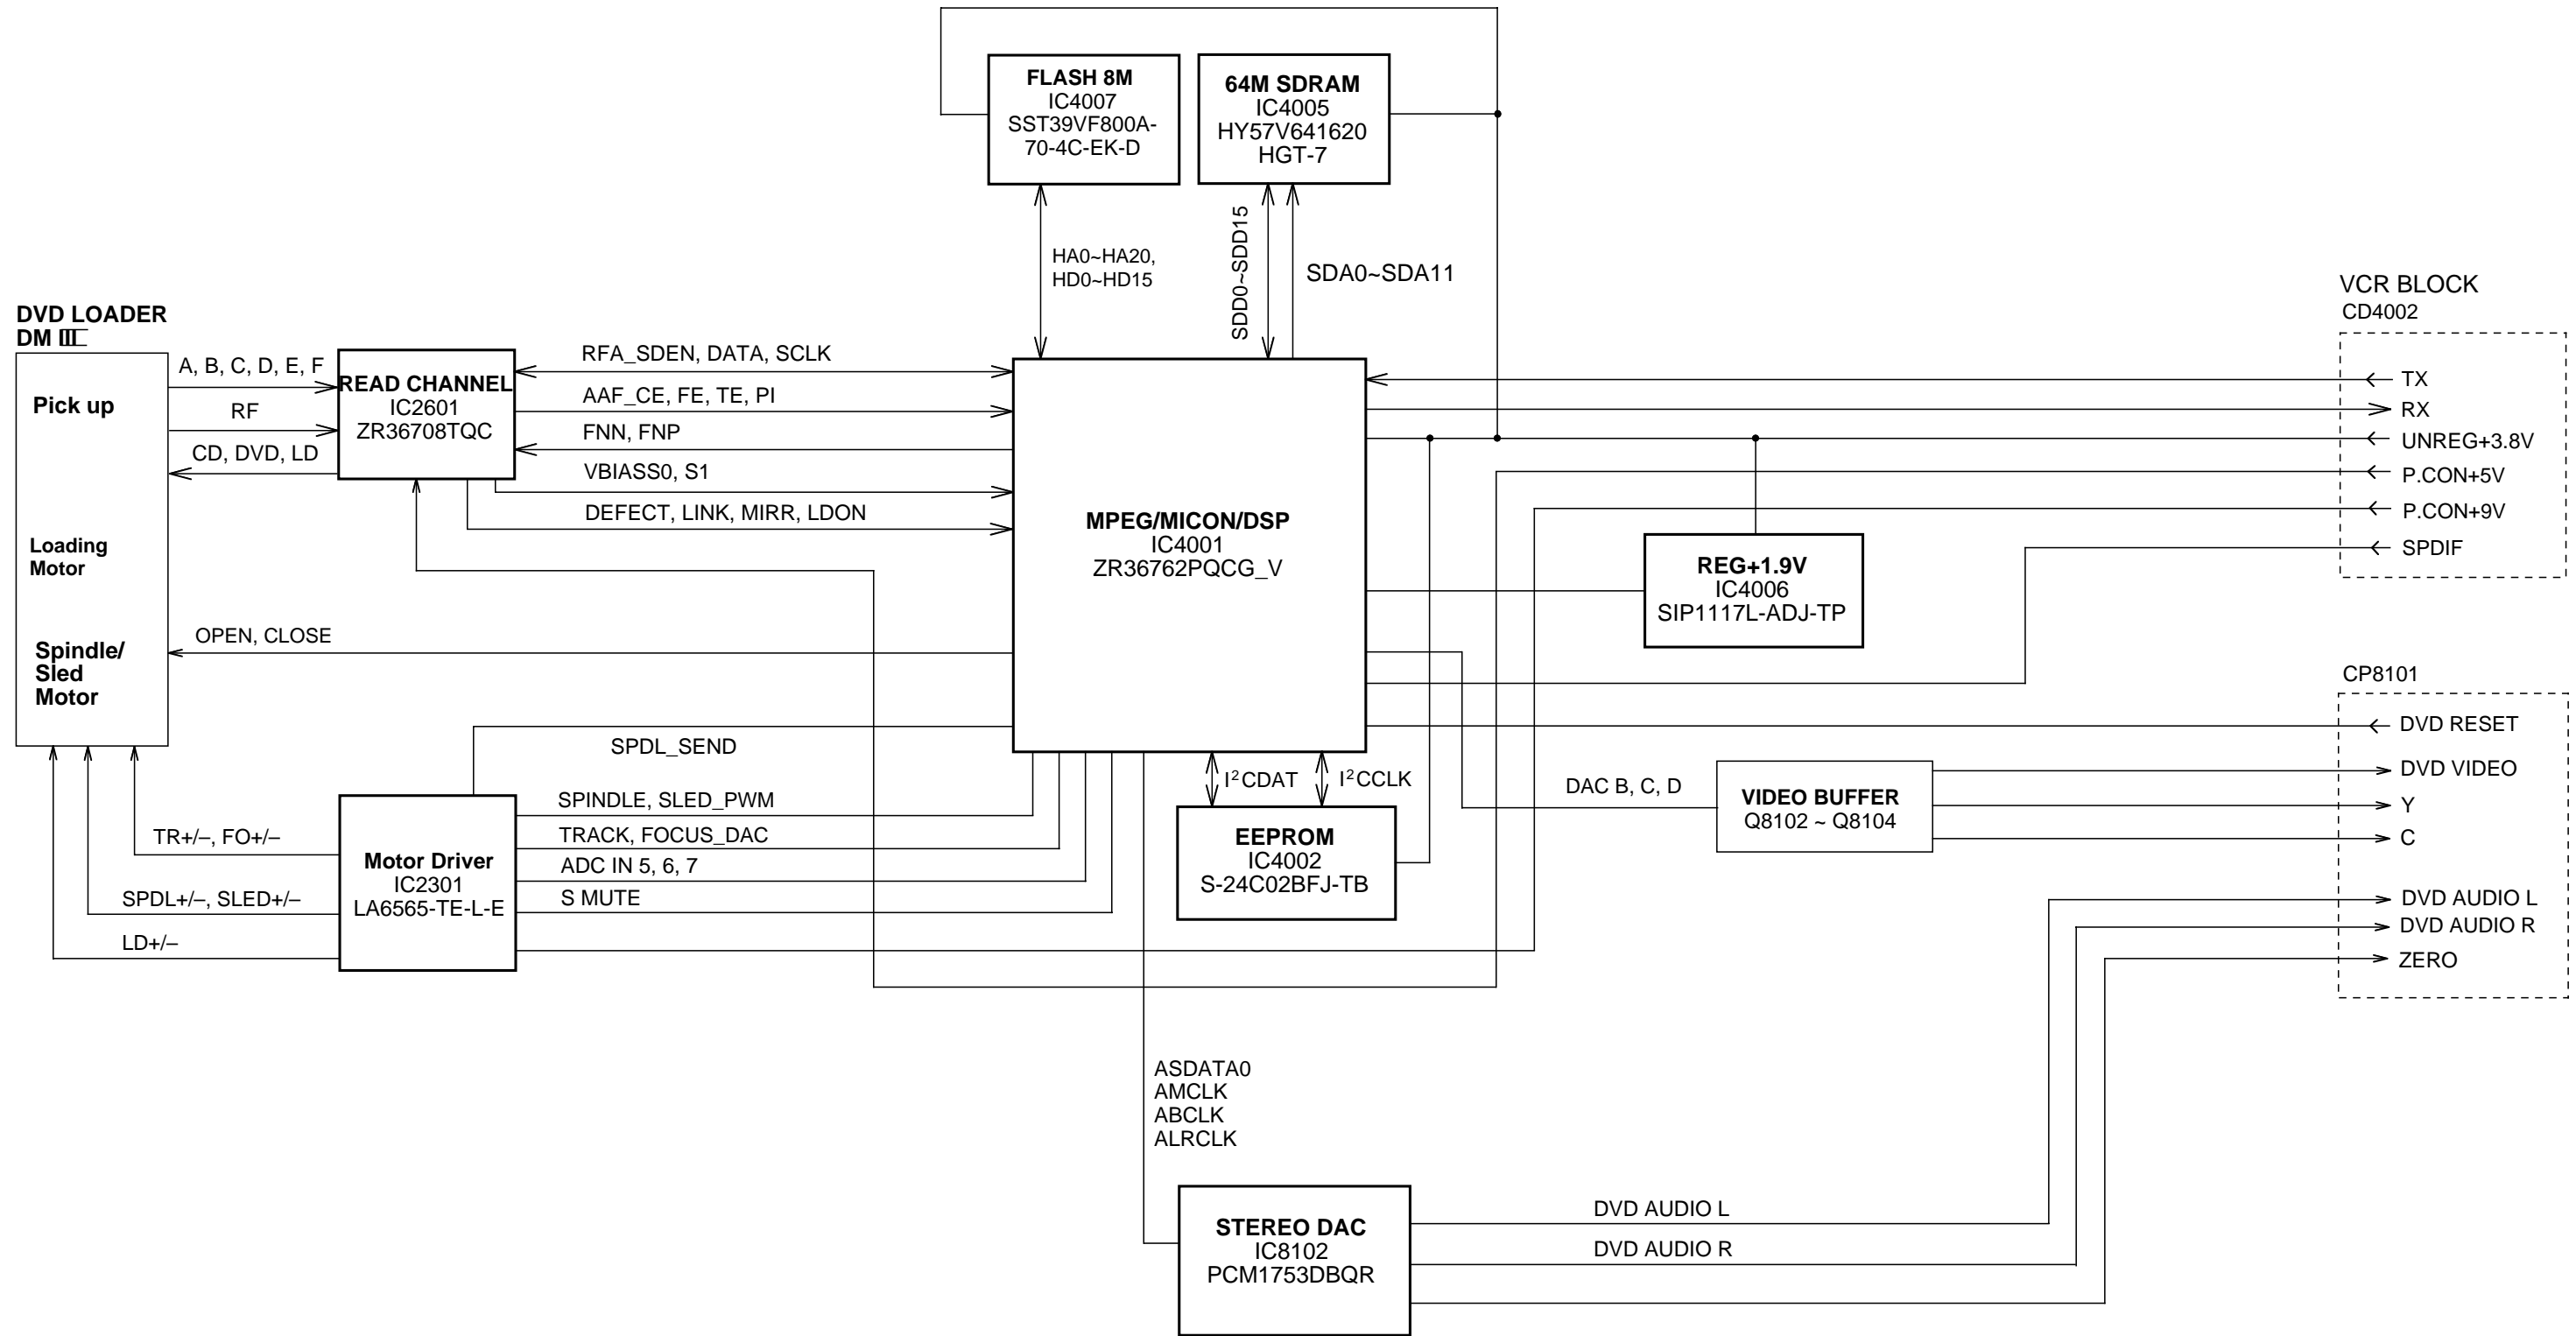 FLASH 8M
IC4007
SST39VF800A-
70-4C-EK-D
64M SDRAM
IC4005
HY57V641620
HGT-7
HA0~HA20,
HD0~HD15
SDD0~SDD15
SDA0~SDA11
VCR BLOCK
CD4002
TX
RX
UNREG+3.8V
P.CON+5V
P.CON+9V
SPDIF
DVD LOADER
DM
Pick up
Loading
Motor
Spindle/
Sled
Motor
A, B, C, D, E, F
RF
CD, DVD, LD
READ CHANNEL
IC2601
ZR36708TQC
RFA_SDEN, DATA, SCLK
AAF_CE, FE, TE, PI
FNN, FNP
VBIASS0, S1
DEFECT, LINK, MIRR, LDON
MPEG/MICON/DSP
IC4001
ZR36762PQCG_V
REG+1.9V
IC4006
SIP1117L-ADJ-TP
OPEN, CLOSE
SPDL_SEND
SPINDLE, SLED_PWM
TRACK, FOCUS_DAC
ADC IN 5, 6, 7
S MUTE
TR+/–, FO+/–
SPDL+/–, SLED+/–
LD+/–
Motor Driver
IC2301
LA6565-TE-L-E
I²CDAT
I²CCLK
EEPROM
IC4002
S-24C02BFJ-TB
DAC B, C, D
VIDEO BUFFER
Q8102 ~ Q8104
CP8101
DVD RESET
DVD VIDEO
Y
C
DVD AUDIO L
DVD AUDIO R
ZERO
ASDATA0
AMCLK
ABCLK
ALRCLK
STEREO DAC
IC8102
PCM1753DBQR
DVD AUDIO L
DVD AUDIO R